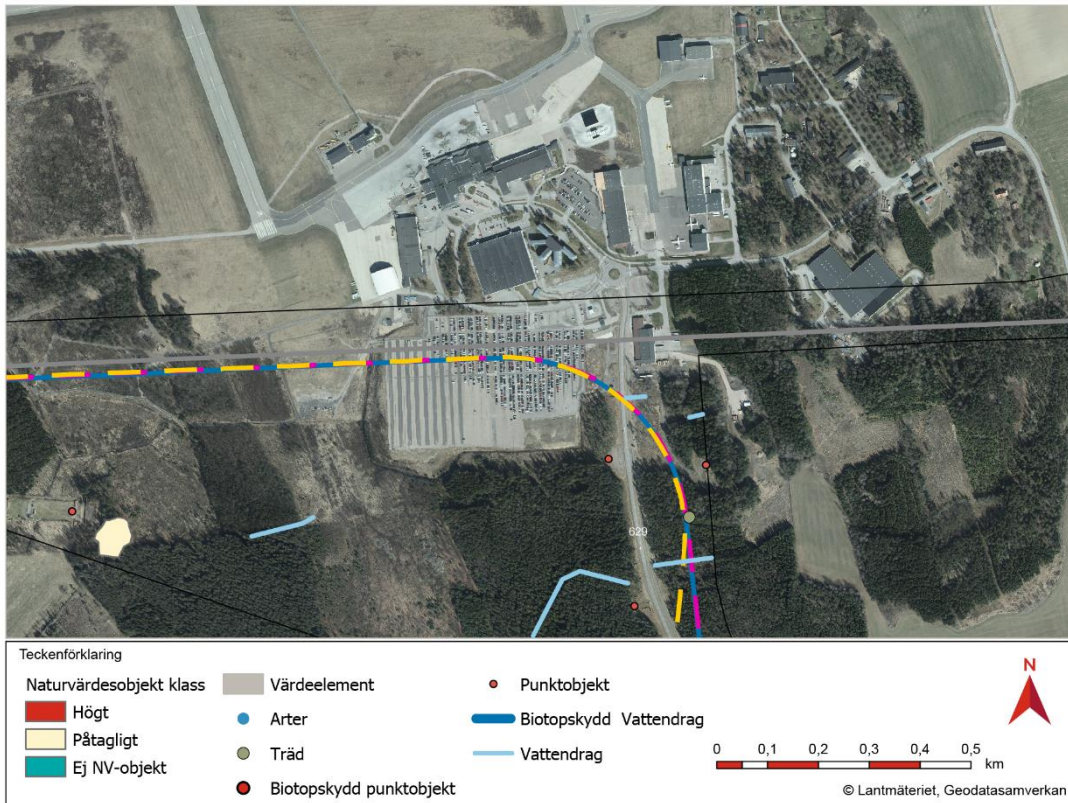 629
Teckenförklaring
Naturvärdesobjekt klass
Högt
Påtagligt
Ej NV-objekt
Värdeelement
Arter
Träd
Biotopskydd punktobjekt
Punktobjekt
Biotopskydd Vattendrag
Vattendrag
N
0 0,1 0,2 0,3 0,4 0,5
km
© Lantmäteriet, Geodatasamverkan